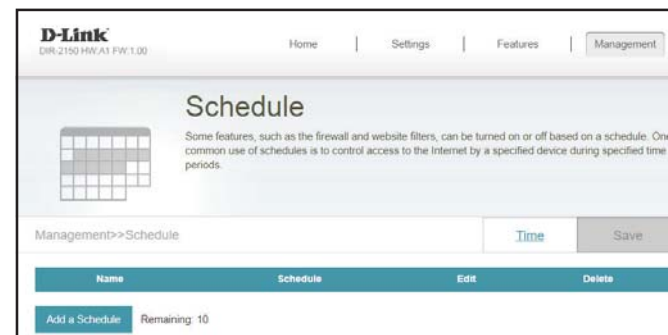 D-Link
DIR-2150 HW:A1 FW:1.00
Home | Settings | Features | Management
Schedule
Some features, such as the firewall and website filters, can be turned on or off based on a schedule. One
common use of schedules is to control access to the Internet by a specified device during specified time
periods.
Management>>Schedule
Time
Save
Name Schedule Edit Delete
Add a Schedule Remaining: 10